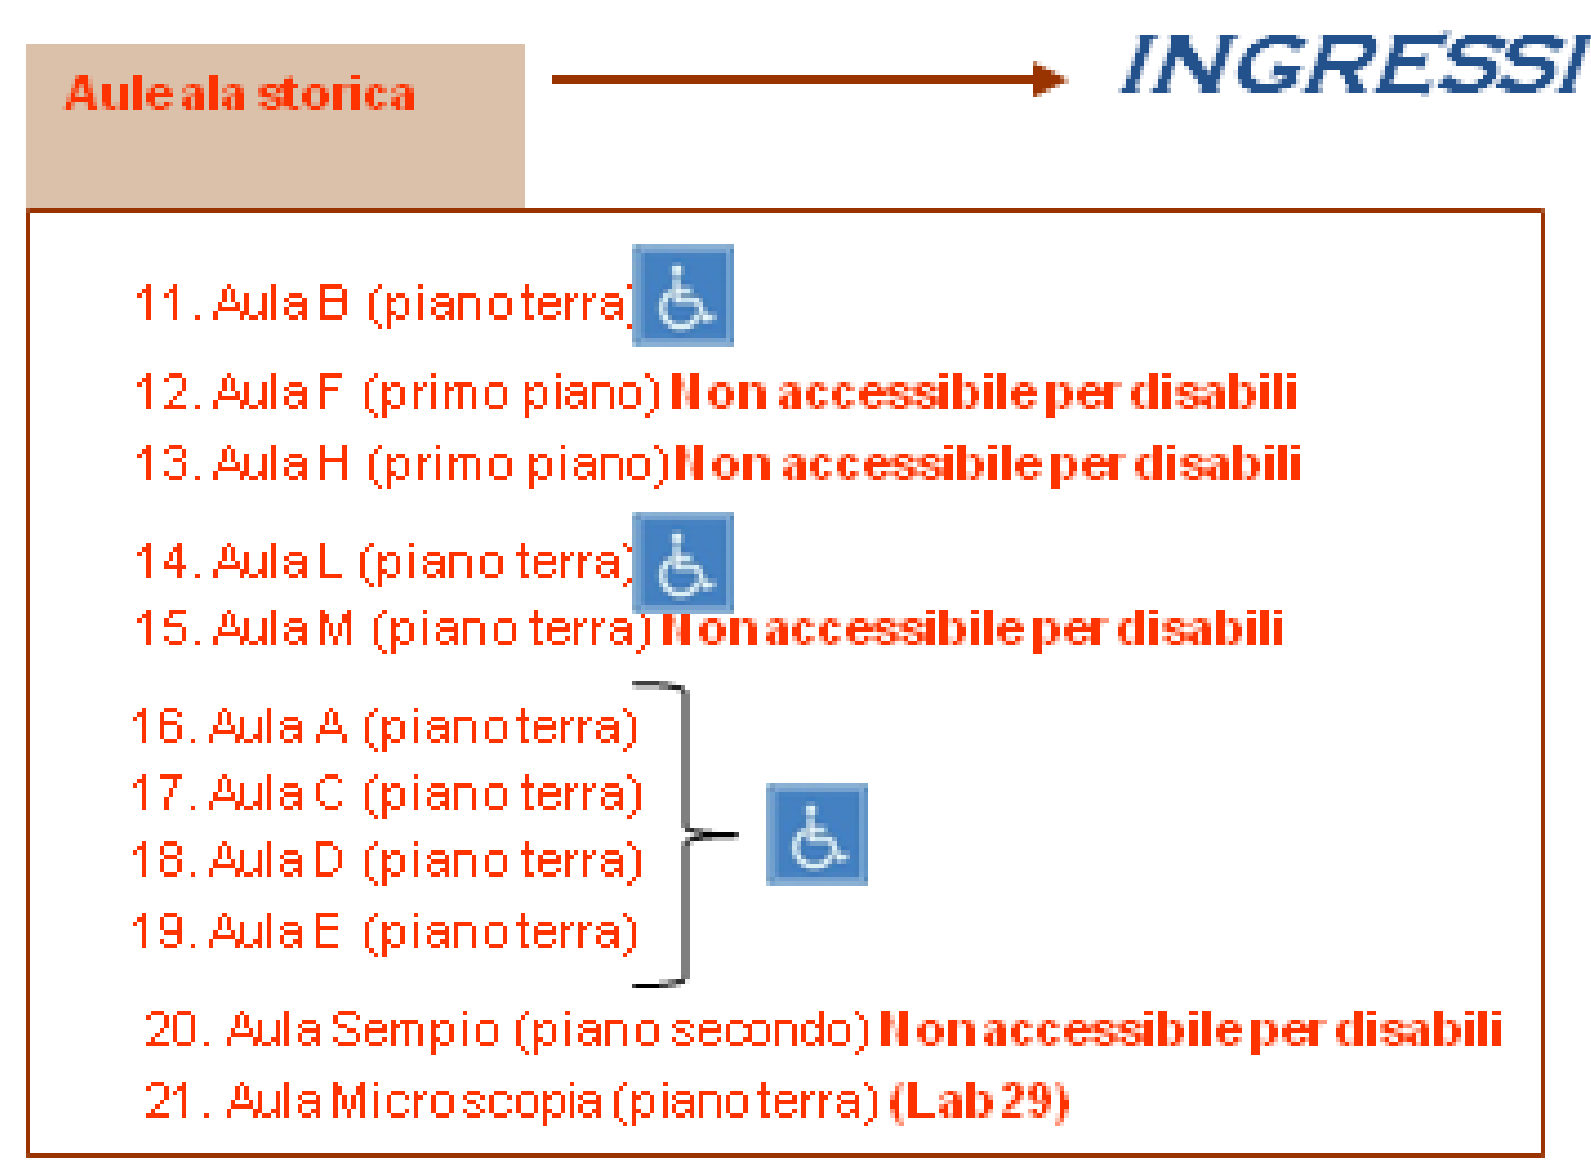 Aule ala storica
INGRESSI
11. Aula B (piano terra)
12. Aula F (primo piano) Non accessibile per disabili
13. Aula H (primo piano) Non accessibile per disabili
14. Aula L (piano terra)
15. Aula M (piano terra) Non accessibile per disabili
16. Aula A (piano terra)
17. Aula C (piano terra)
18. Aula D (piano terra)
19. Aula E (piano terra)
20. Aula Sempio (piano secondo) Non accessibile per disabili
21. Aula Microscopia (piano terra) (Lab 29)